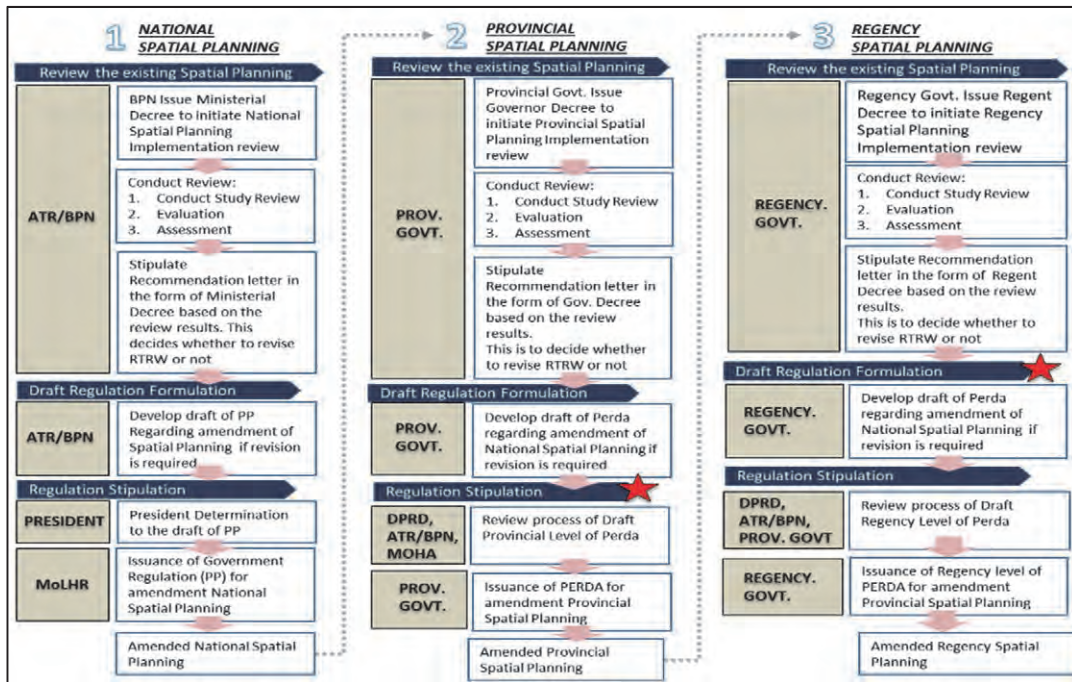 1 NATIONAL
SPATIAL PLANNING
Review the existing Spatial Planning
ATR/BPN
BPN Issue Ministerial
Decree to initiate National
Spatial Planning
Implementation review
Conduct Review:
1. Conduct Study Review
2. Evaluation
3. Assessment
Stipulate
Recommendation letter in
the form of Ministerial
Decree based on the
review results. This
decides whether to revise
RTRW or not
Draft Regulation Formulation
ATR/BPN
Develop draft of PP
Regarding amendment of
Spatial Planning if revision
is required
Regulation Stipulation
PRESIDENT
President Determination
to the draft of PP
MoLHR
Issuance of Government
Regulation (PP) for
amendment National
Spatial Planning
Amended National Spatial
Planning
2 PROVINCIAL
SPATIAL PLANNING
Review the existing Spatial Planning
PROV.
GOVT.
Provincial Govt. Issue
Governor Decree to
initiate Provincial Spatial
Planning Implementation
review
Conduct Review:
1. Conduct Study Review
2. Evaluation
3. Assessment
Stipulate
Recommendation letter in
the form of Gov. Decree
based on the review
results.
This is to decide whether
to revise RTRW or not
Draft Regulation Formulation
PROV.
GOVT.
Develop draft of Perda
regarding amendment of
National Spatial Planning if
revision is required
Regulation Stipulation
DPRD,
ATR/BPN,
MOHA
Review process of Draft
Provincial Level of Perda
PROV.
GOVT.
Issuance of PERDA for
amendment Provincial
Spatial Planning
Amended Provincial
Spatial Planning
3 REGENCY
SPATIAL PLANNING
Review the existing Spatial Planning
REGENCY.
GOVT.
Regency Govt. Issue Regent
Decree to initiate Regency
Spatial Planning
Implementation review
Conduct Review:
1. Conduct Study Review
2. Evaluation
3. Assessment
Stipulate Recommendation
letter in the form of Regent
Decree based on the review
results.
This is to decide whether to
revise RTRW or not
Draft Regulation Formulation
REGENCY.
GOVT.
Develop draft of Perda
regarding amendment of
National Spatial Planning if
revision is required
Regulation Stipulation
DPRD,
ATR/BPN,
PROV. GOVT
Review process of Draft
Regency Level of Perda
REGENCY.
GOVT.
Issuance of Regency level of
PERDA for amendment
Provincial Spatial Planning
Amended Regency Spatial
Planning